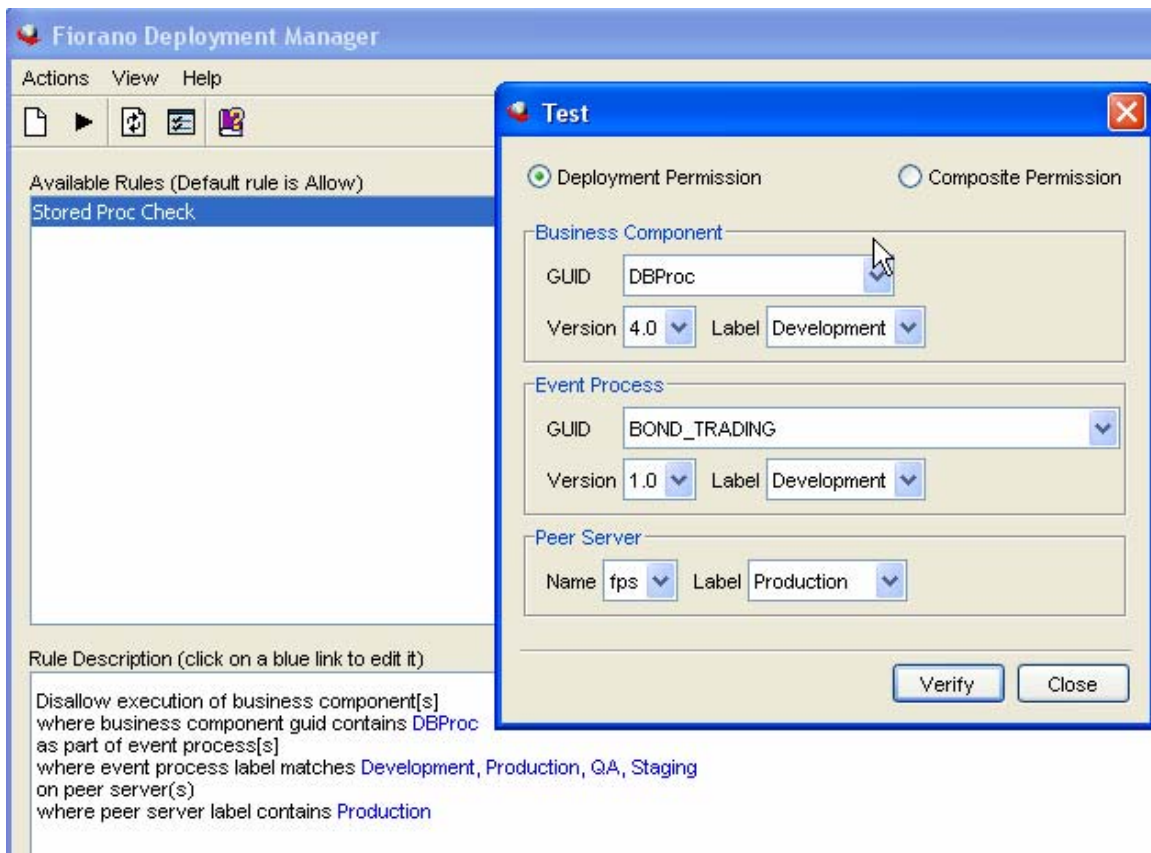 Fiorano Deployment Manager
Actions View Help
Available Rules (Default rule is Allow)
Stored Proc Check
Rule Description (click on a blue link to edit it)
Disallow execution of business component[s]
where business component guid contains DBProc
as part of event process[s]
where event process label matches Development, Production, QA, Staging
on peer server(s)
where peer server label contains Production
Test
Deployment Permission Composite Permission
Business Component
GUID DBProc
Version 4.0 Label Development
Event Process
GUID BOND_TRADING
Version 1.0 Label Development
Peer Server
Name fps Label Production
Verify Close